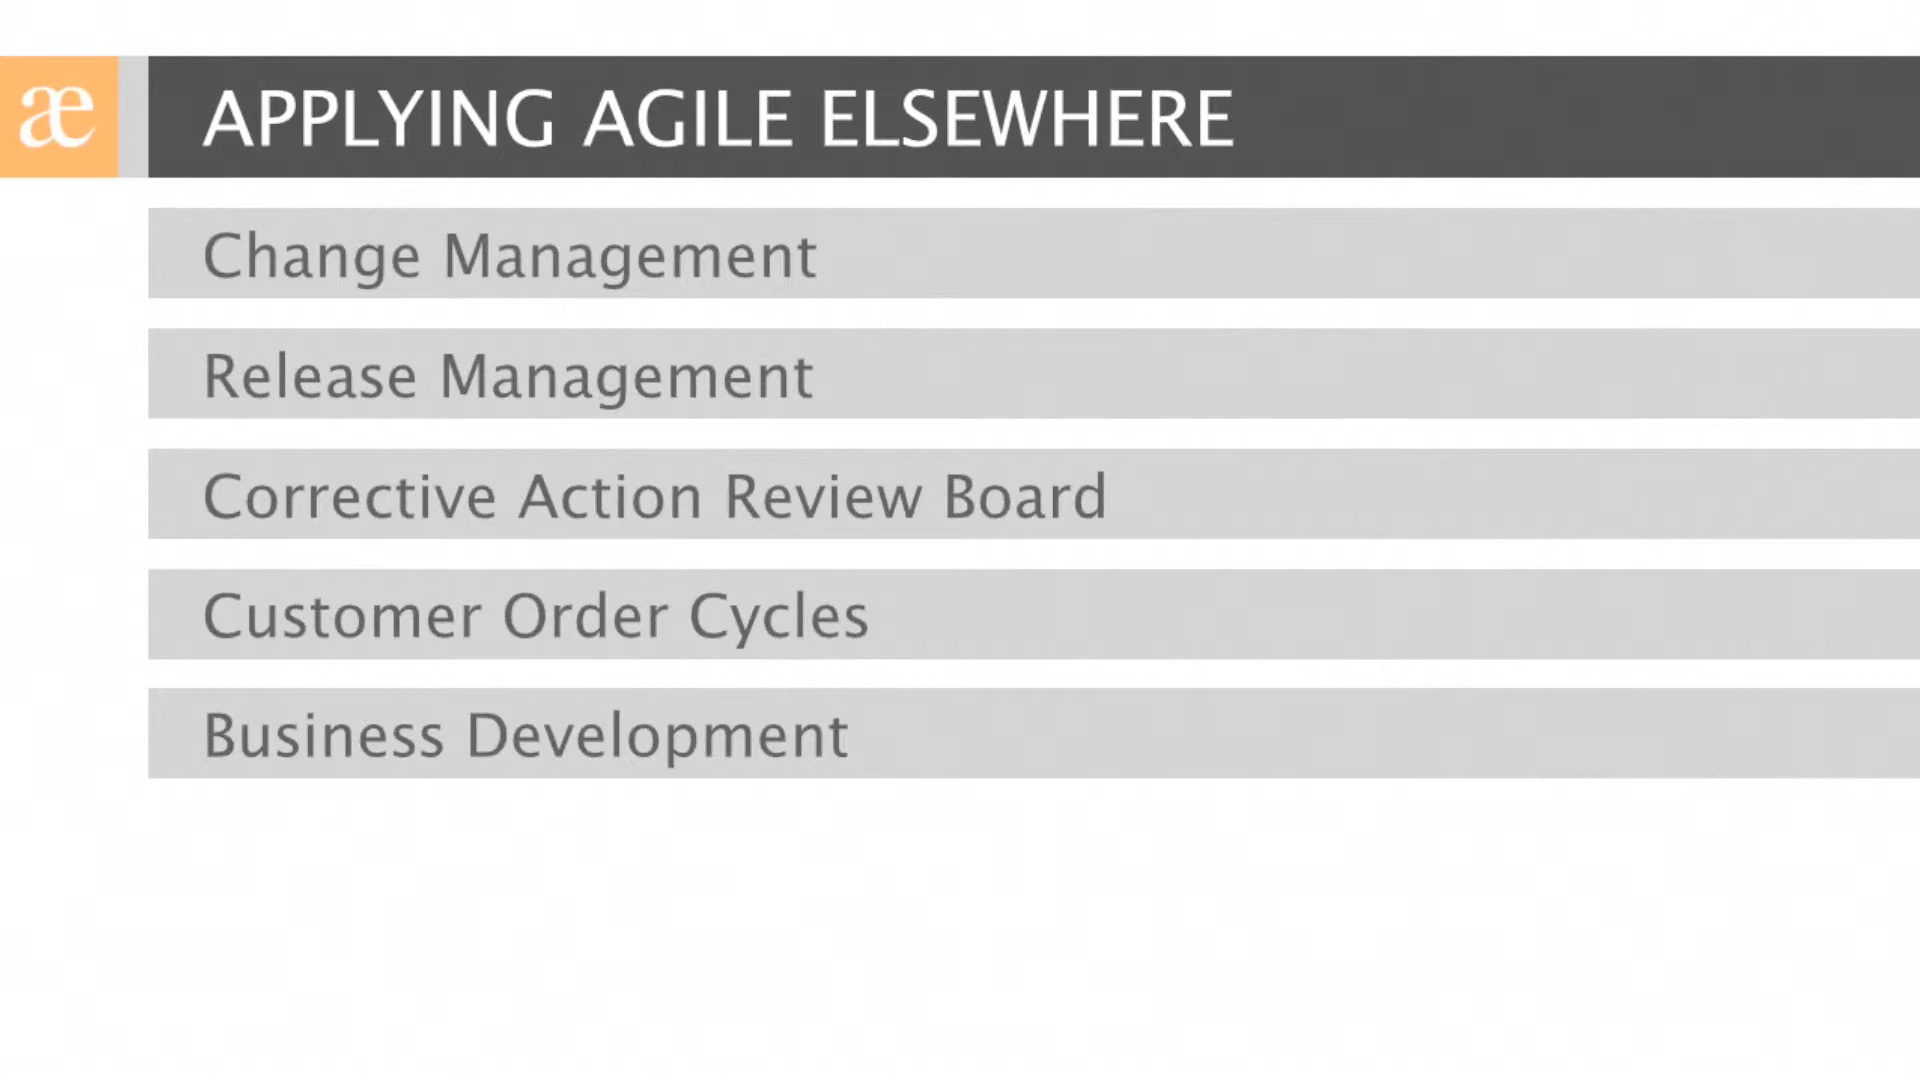 æ APPLYING AGILE ELSEWHERE
Change Management
Release Management
Corrective Action Review Board
Customer Order Cycles
Business Development